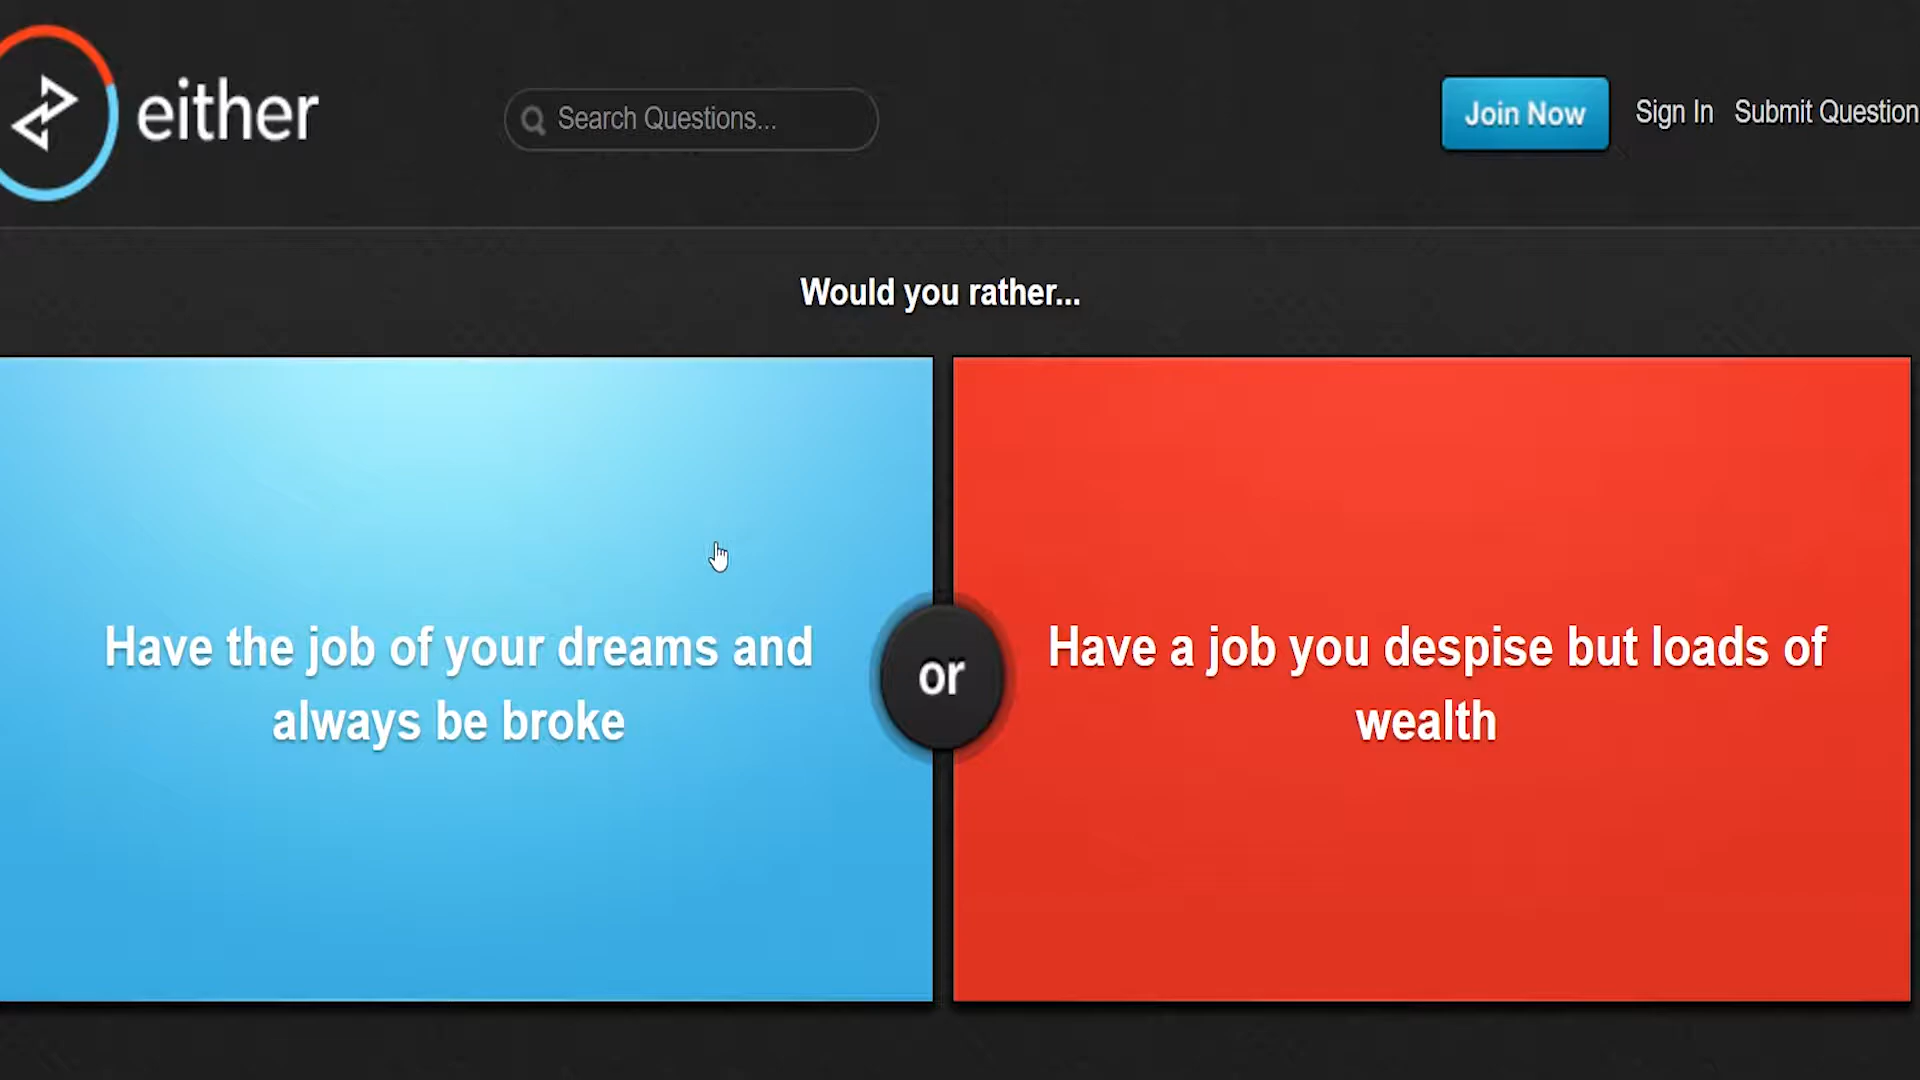 either
Search Questions...
Join Now
Sign In
Submit Question
Would you rather...
Have the job of your dreams and
always be broke
or
Have a job you despise but loads of
wealth